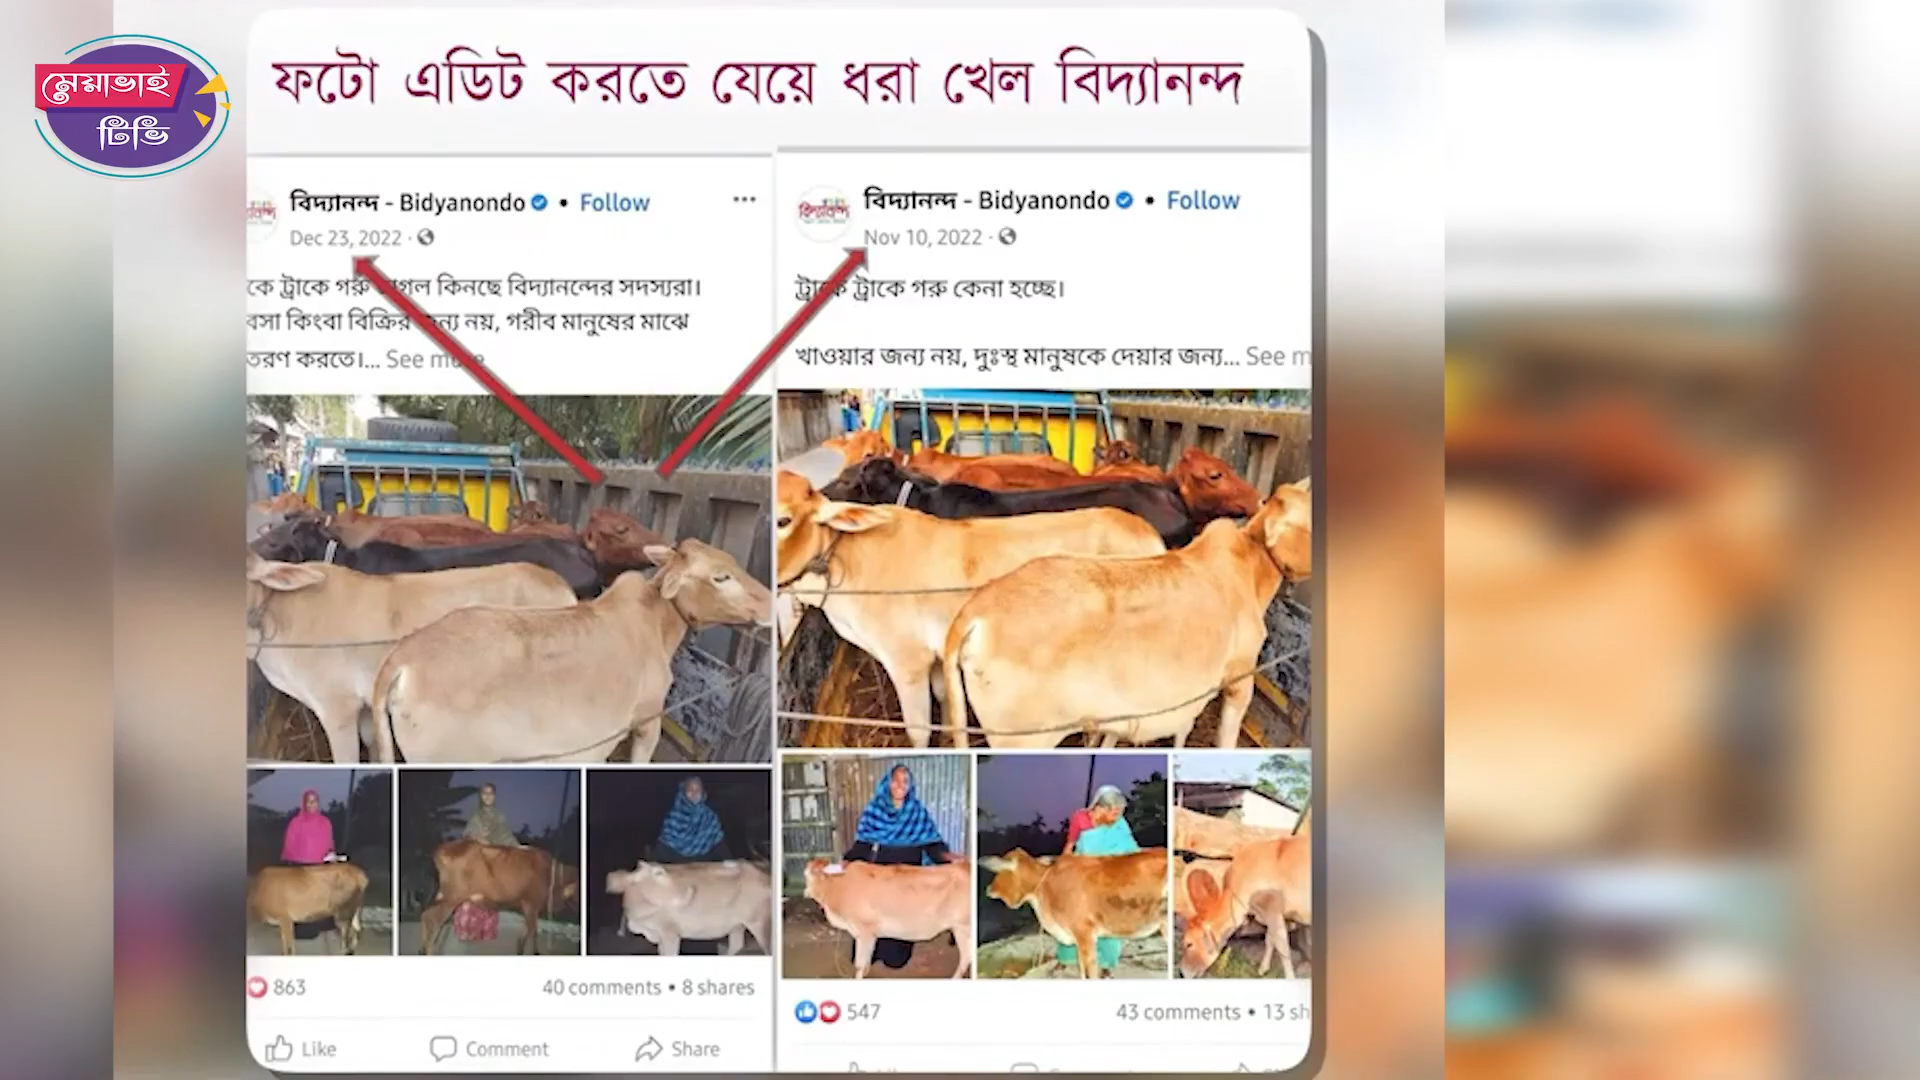 মেয়াভাই
টিভি
ফটো এডিট করতে যেয়ে ধরা খেল বিদ্যানন্দ
বিদ্যানন্দ - Bidyanondo • Follow
Dec 23, 2022 ·
কে ট্রাকে গরু ছাগল কিনছে বিদ্যানন্দের সদস্যরা।
বসা কিংবা বিক্রির জন্য নয়, গরীব মানুষের মাঝে
তরণ করতে।... See more
863
40 comments • 8 shares
Like Comment Share
বিদ্যানন্দ
বিদ্যানন্দ - Bidyanondo • Follow
Nov 10, 2022 ·
ট্রাকে ট্রাকে গরু কেনা হচ্ছে।
খাওয়ার জন্য নয়, দুঃস্থ মানুষকে দেয়ার জন্য... See m
547
43 comments • 13 sh